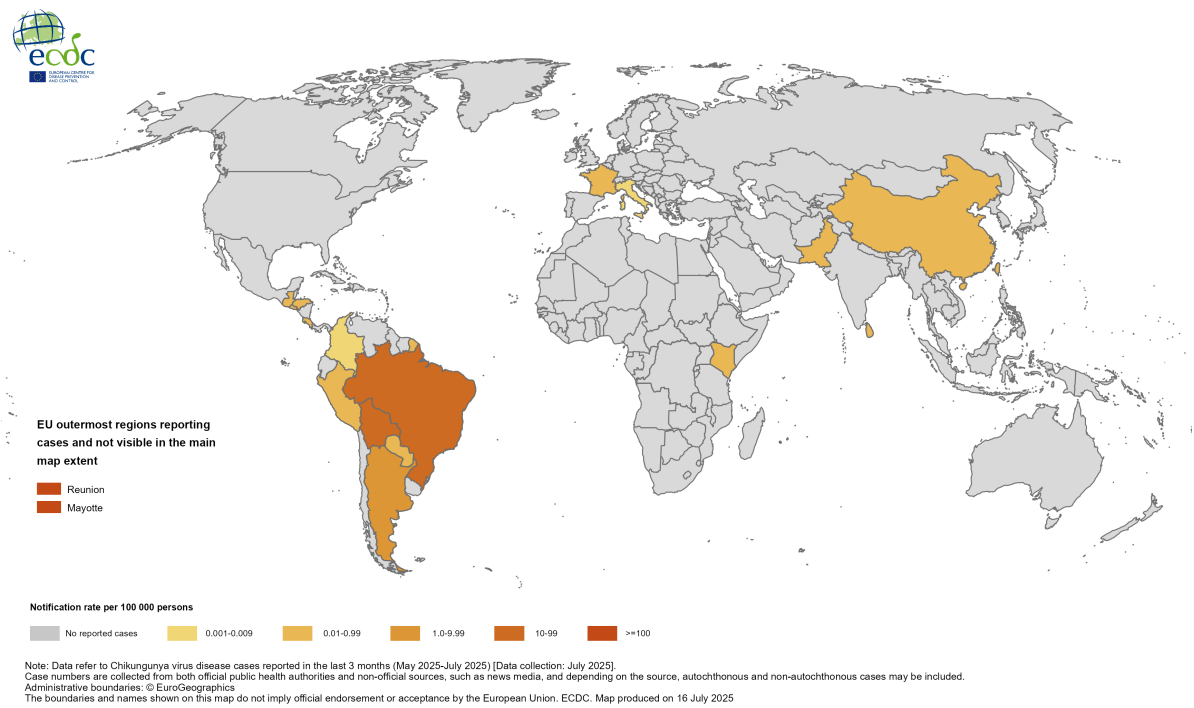 ecdc
EUROPEAN CENTRE FOR
DISEASE PREVENTION
AND CONTROL
EU outermost regions reporting
cases and not visible in the main
map extent
Reunion
Mayotte
Notification rate per 100 000 persons
No reported cases 0.001-0.009 0.01-0.99 1.0-9.99 10-99 >=100
Note: Data refer to Chikungunya virus disease cases reported in the last 3 months (May 2025-July 2025) [Data collection: July 2025].
Case numbers are collected from both official public health authorities and non-official sources, such as news media, and depending on the source, autochthonous and non-autochthonous cases may be included.
Administrative boundaries: © EuroGeographics
The boundaries and names shown on this map do not imply official endorsement or acceptance by the European Union. ECDC. Map produced on 16 July 2025